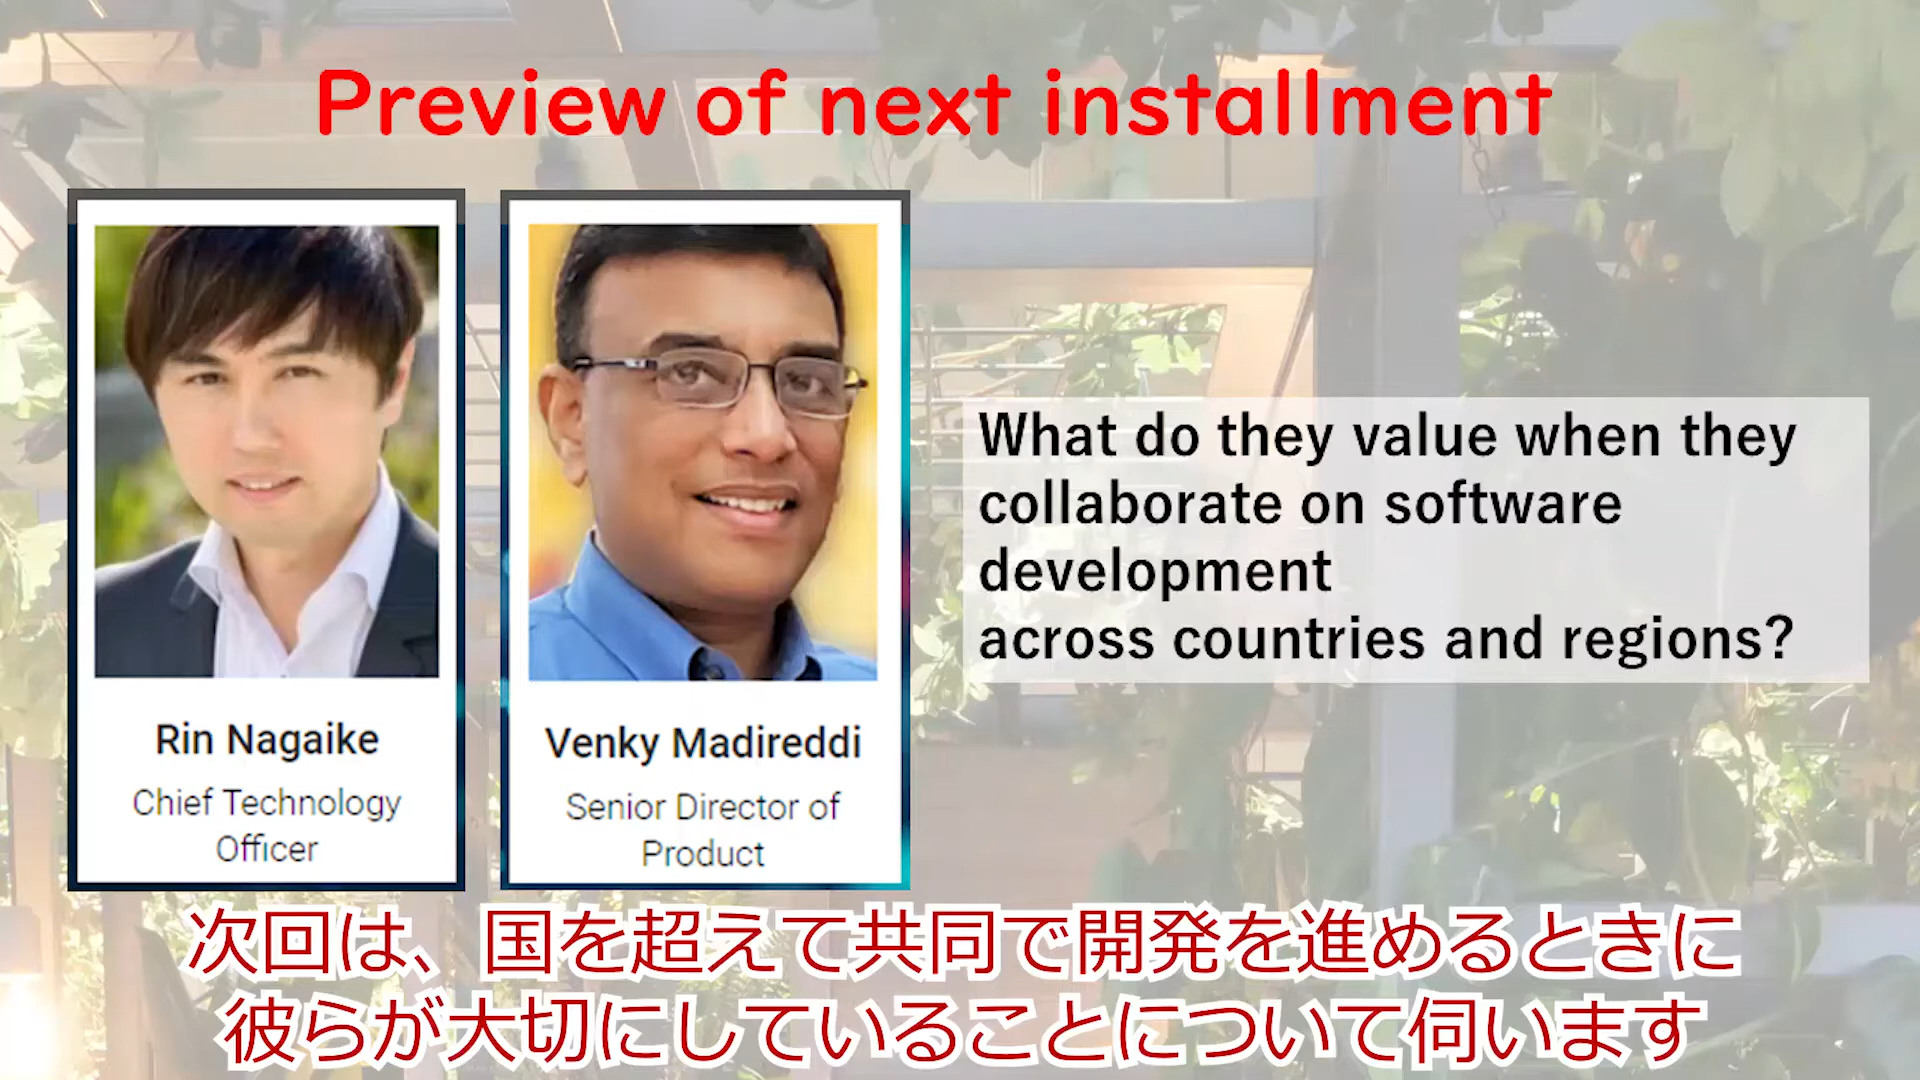 Preview of next installment
Rin Nagaike
Chief Technology
Officer
Venky Madireddi
Senior Director of
Product
What do they value when they
collaborate on software
development
across countries and regions?
次回は、国を超えて共同で開発を進めるときに
彼らが大切にしていることについて伺います